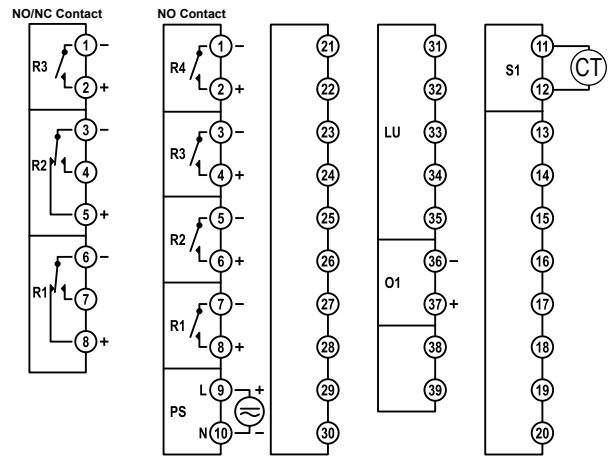 NO/NC Contact
R3
1 −
2 +
R2
3 −
4
5 +
R1
6 −
7
8 +
NO Contact
R4
1 −
2 +
R3
3 −
4 +
R2
5 −
6 +
R1
7 −
8 +
PS
L 9 +
N 10 −
21
22
23
24
25
26
27
28
29
30
LU
31
32
33
34
35
O1
36 −
37 +
38
39
S1
11
12
CT
13
14
15
16
17
18
19
20